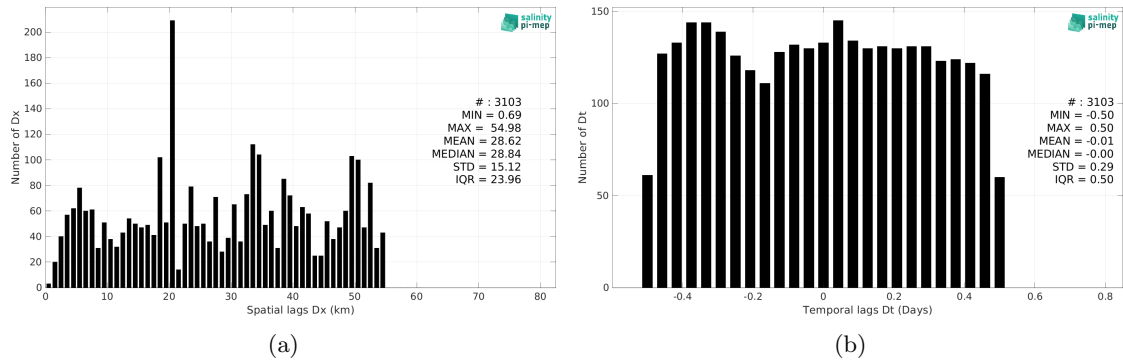 salinity
pi-mep
200
180
160
140
120
100
80
60
40
20
0
Number of Dx
# : 3103
MIN = 0.69
MAX = 54.98
MEAN = 28.62
MEDIAN = 28.84
STD = 15.12
IQR = 23.96
0 10 20 30 40 50 60 70 80
Spatial lags Dx (km)
(a)
salinity
pi-mep
150
100
50
0
Number of Dt
# : 3103
MIN = -0.50
MAX = 0.50
MEAN = -0.01
MEDIAN = -0.00
STD = 0.29
IQR = 0.50
-0.4 -0.2 0 0.2 0.4 0.6 0.8
Temporal lags Dt (Days)
(b)